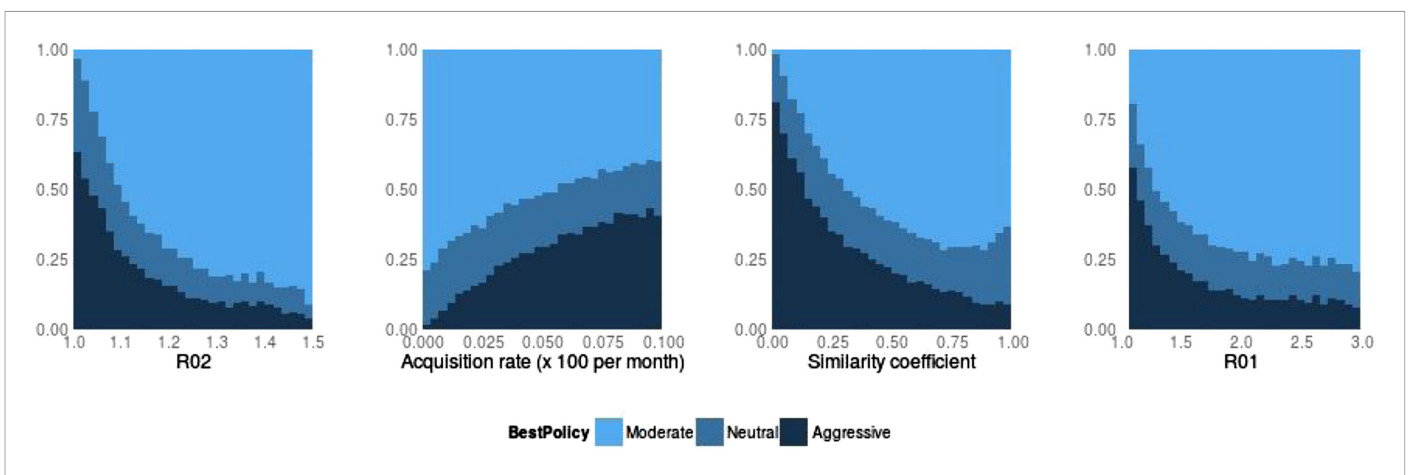 1.00 1.00 1.00 1.00
0.75 0.75 0.75 0.75
0.50 0.50 0.50 0.50
0.25 0.25 0.25 0.25
0.00 0.00 0.00 0.00
1.0 1.1 1.2 1.3 1.4 1.5 0.000 0.025 0.050 0.075 0.100 0.00 0.25 0.50 0.75 1.00 1.0 1.5 2.0 2.5 3.0
R02 Acquisition rate (x 100 per month) Similarity coefficient R01
BestPolicy Moderate Neutral Aggressive